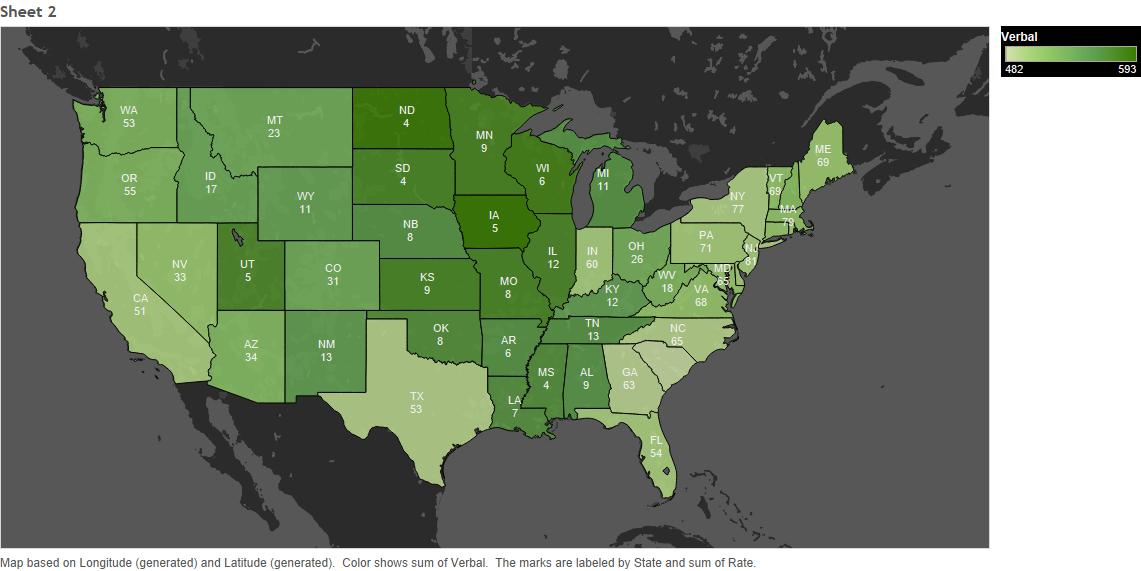 Sheet 2
Verbal
482 593
WA
53
MT
23
ND
4
MN
9
OR
55
ID
17
WY
11
SD
4
WI
6
MI
11
ME
69
VT
69
NY
77
MA
79
NV
33
UT
5
CO
31
NB
8
IA
5
IL
12
IN
60
OH
26
PA
71
NJ
81
CA
51
KS
9
MO
8
KY
12
WV
18
VA
68
MD
65
AZ
34
NM
13
OK
8
AR
6
TN
13
NC
65
TX
53
LA
7
MS
4
AL
9
GA
63
FL
54
Map based on Longitude (generated) and Latitude (generated).  Color shows sum of Verbal.  The marks are labeled by State and sum of Rate.